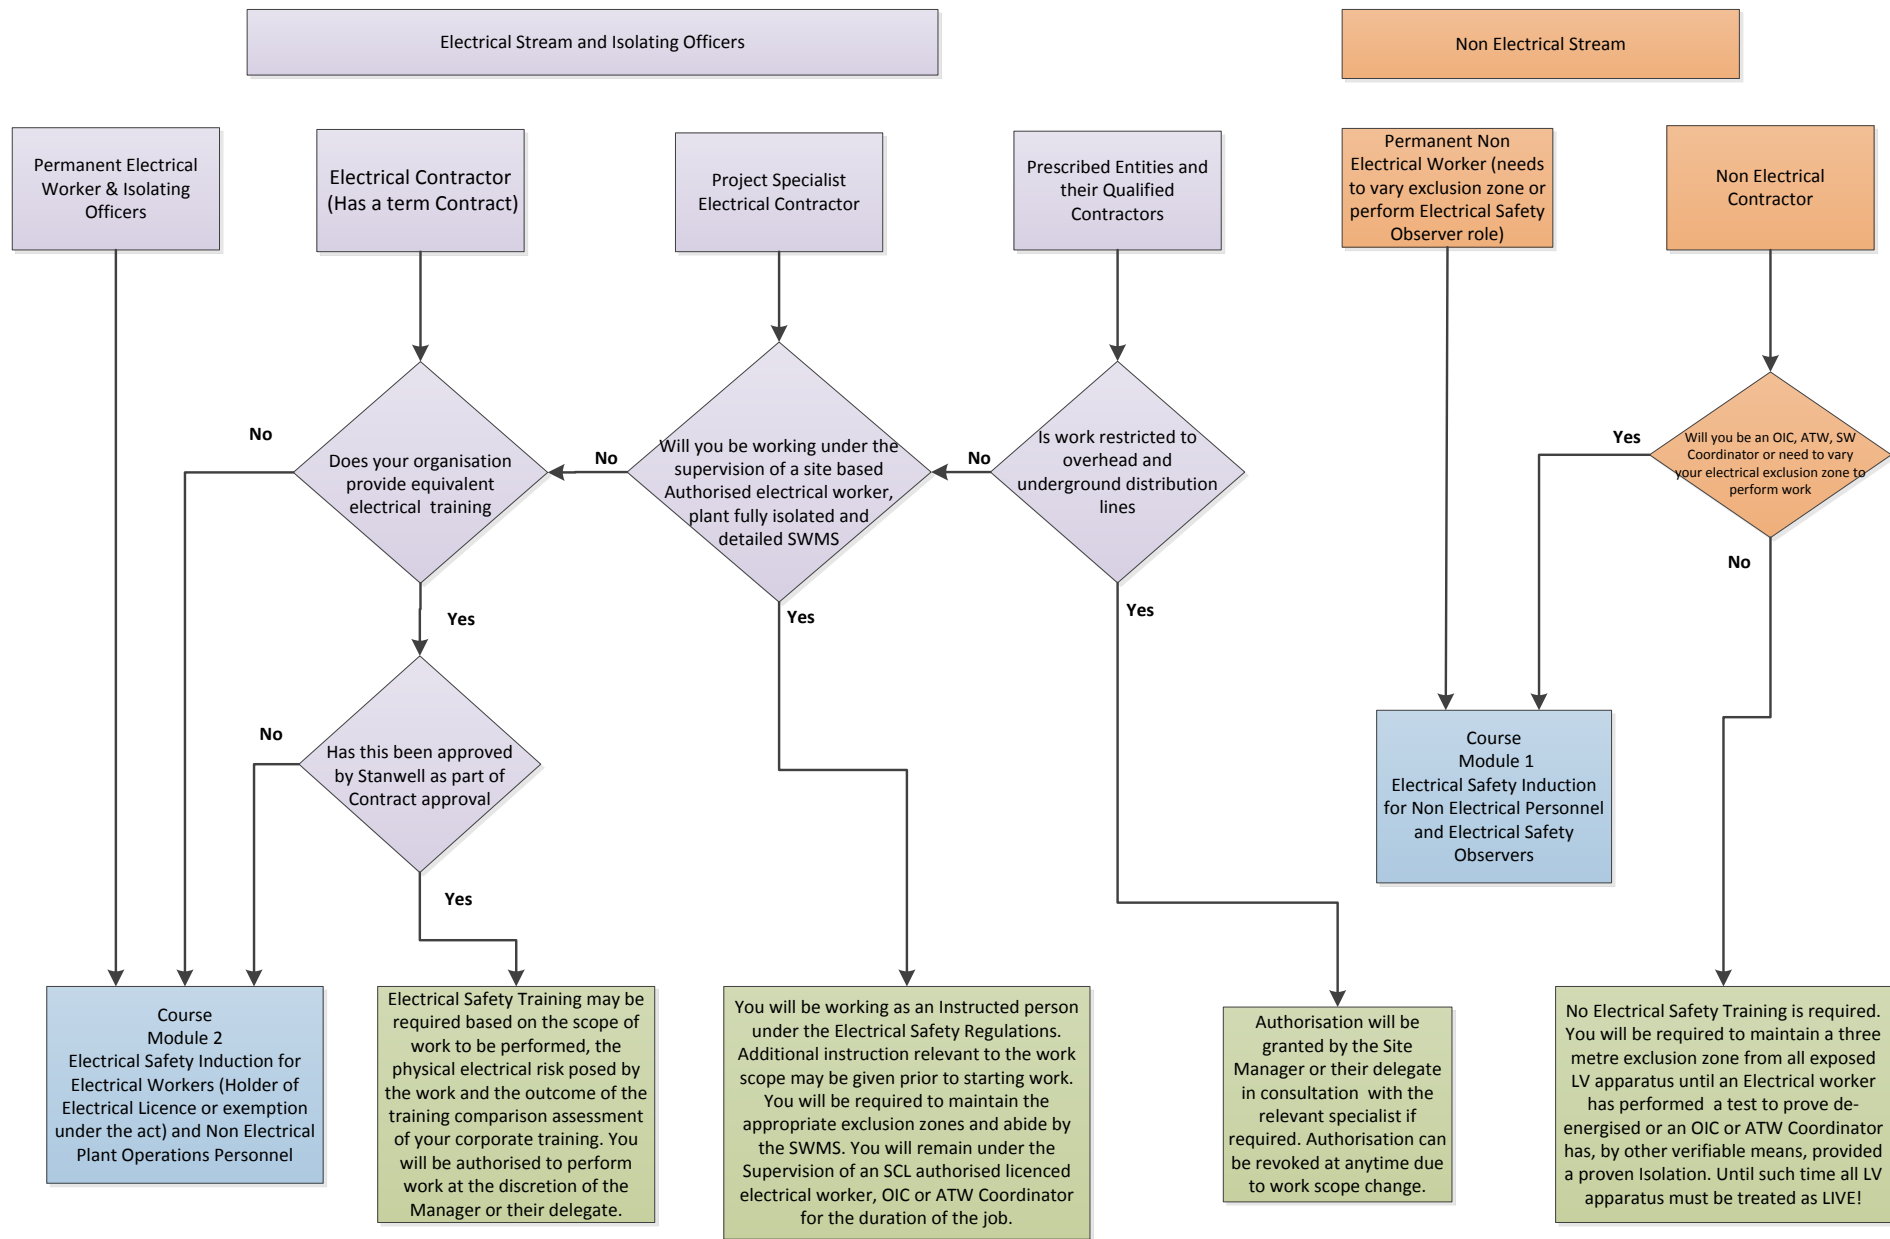 Electrical Stream and Isolating Officers
Non Electrical Stream
Permanent Electrical
Worker & Isolating
Officers
Electrical Contractor
(Has a term Contract)
Project Specialist
Electrical Contractor
Prescribed Entities and
their Qualified
Contractors
Permanent Non
Electrical Worker (needs
to vary exclusion zone or
perform Electrical Safety
Observer role)
Non Electrical
Contractor
No
Does your organisation
provide equivalent
electrical training
No
Will you be working under the
supervision of a site based
Authorised electrical worker,
plant fully isolated and
detailed SWMS
No
Is work restricted to
overhead and
underground distribution
lines
Yes
Will you be an OIC, ATW, SW
Coordinator or need to vary
your electrical exclusion zone to
perform work
No
Yes
Yes
Yes
No
Has this been approved
by Stanwell as part of
Contract approval
Yes
Course
Module 1
Electrical Safety Induction
for Non Electrical Personnel
and Electrical Safety
Observers
Course
Module 2
Electrical Safety Induction for
Electrical Workers (Holder of
Electrical Licence or exemption
under the act) and Non Electrical
Plant Operations Personnel
Electrical Safety Training may be
required based on the scope of
work to be performed, the
physical electrical risk posed by
the work and the outcome of the
training comparison assessment
of your corporate training. You
will be authorised to perform
work at the discretion of the
Manager or their delegate.
You will be working as an Instructed person
under the Electrical Safety Regulations.
Additional instruction relevant to the work
scope may be given prior to starting work.
You will be required to maintain the
appropriate exclusion zones and abide by
the SWMS. You will remain under the
Supervision of an SCL authorised licenced
electrical worker, OIC or ATW Coordinator
for the duration of the job.
Authorisation will be
granted by the Site
Manager or their delegate
in consultation with the
relevant specialist if
required. Authorisation can
be revoked at anytime due
to work scope change.
No Electrical Safety Training is required.
You will be required to maintain a three
metre exclusion zone from all exposed
LV apparatus until an Electrical worker
has performed a test to prove de-
energised or an OIC or ATW Coordinator
has, by other verifiable means, provided
a proven Isolation. Until such time all LV
apparatus must be treated as LIVE!